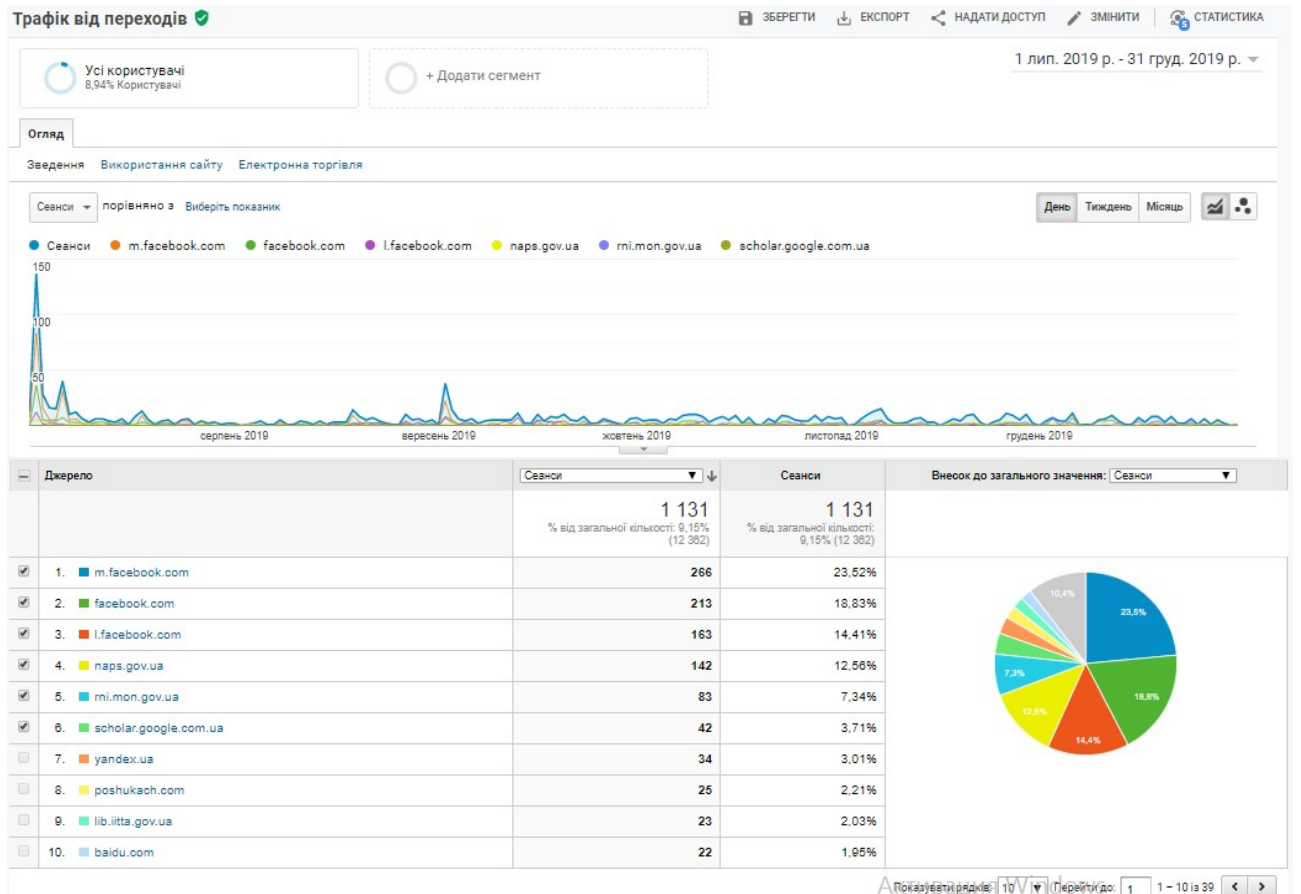 Трафік від переходів
ЗБЕРЕГТИ ЕКСПОРТ НАДАТИ ДОСТУП ЗМІНИТИ 5 СТАТИСТИКА
Усі користувачі
8,94% Користувачі
+ Додати сегмент
1 лип. 2019 р. - 31 груд. 2019 р.
Огляд
Зведення Використання сайту Електронна торгівля
Сеанси порівняно з Виберіть показник
День Тиждень Місяць
Сеанси m.facebook.com facebook.com l.facebook.com naps.gov.ua rni.mon.gov.ua scholar.google.com.ua
150
100
50
серпень 2019 вересень 2019 жовтень 2019 листопад 2019 грудень 2019
Джерело Сеанси Сеанси Внесок до загального значення: Сеанси
1 131 1 131
% від загальної кількості: 9,15% % від загальної кількості:
(12 362) 9,15% (12 362)
1. m.facebook.com 266 23,52%
2. facebook.com 213 18,83%
3. l.facebook.com 163 14,41%
4. naps.gov.ua 142 12,56%
5. rni.mon.gov.ua 83 7,34%
6. scholar.google.com.ua 42 3,71%
7. yandex.ua 34 3,01%
8. poshukach.com 25 2,21%
9. lib.iitta.gov.ua 23 2,03%
10. baidu.com 22 1,95%
10,4%
23,5%
7,3%
18,8%
12,6%
14,4%
Активация Windows
Показувати рядків: 10 Перейти до: 1 1 – 10 із 39